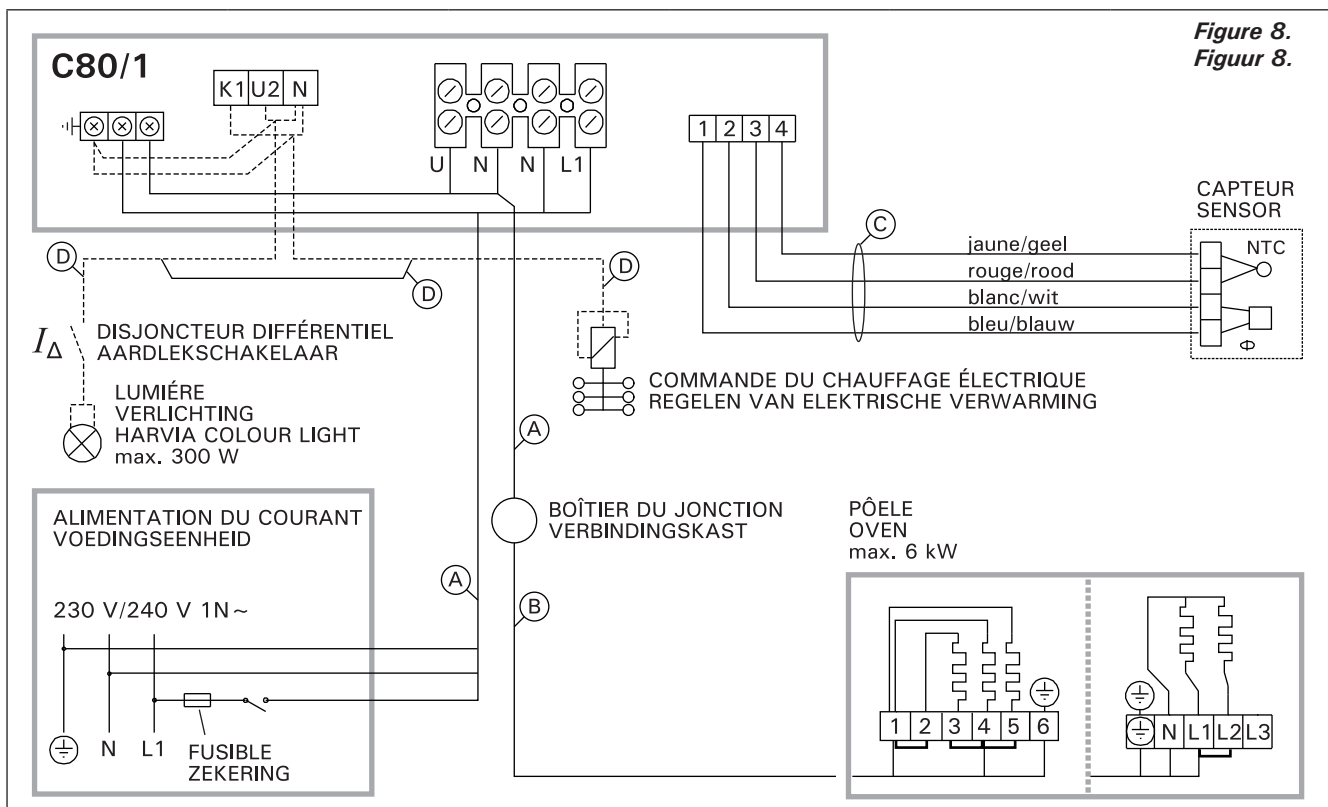 Figure 8.
Figuur 8.
C80/1
K1 U2 N
U N N L1
1 2 3 4
CAPTEUR
SENSOR
NTC
C
jaune/geel
rouge/rood
blanc/wit
bleu/blauw
D
D
D
I∆
DISJONCTEUR DIFFÉRENTIEL
AARDLEKSCHAKELAAR
LUMIÉRE
VERLICHTING
HARVIA COLOUR LIGHT
max. 300 W
COMMANDE DU CHAUFFAGE ÉLECTRIQUE
REGELEN VAN ELEKTRISCHE VERWARMING
A
BOÎTIER DU JONCTION
VERBINDINGSKAST
A
B
ALIMENTATION DU COURANT
VOEDINGSEENHEID
230 V/240 V 1N~
N L1
FUSIBLE
ZEKERING
PÔELE
OVEN
max. 6 kW
1 2 3 4 5 6
N L1 L2 L3